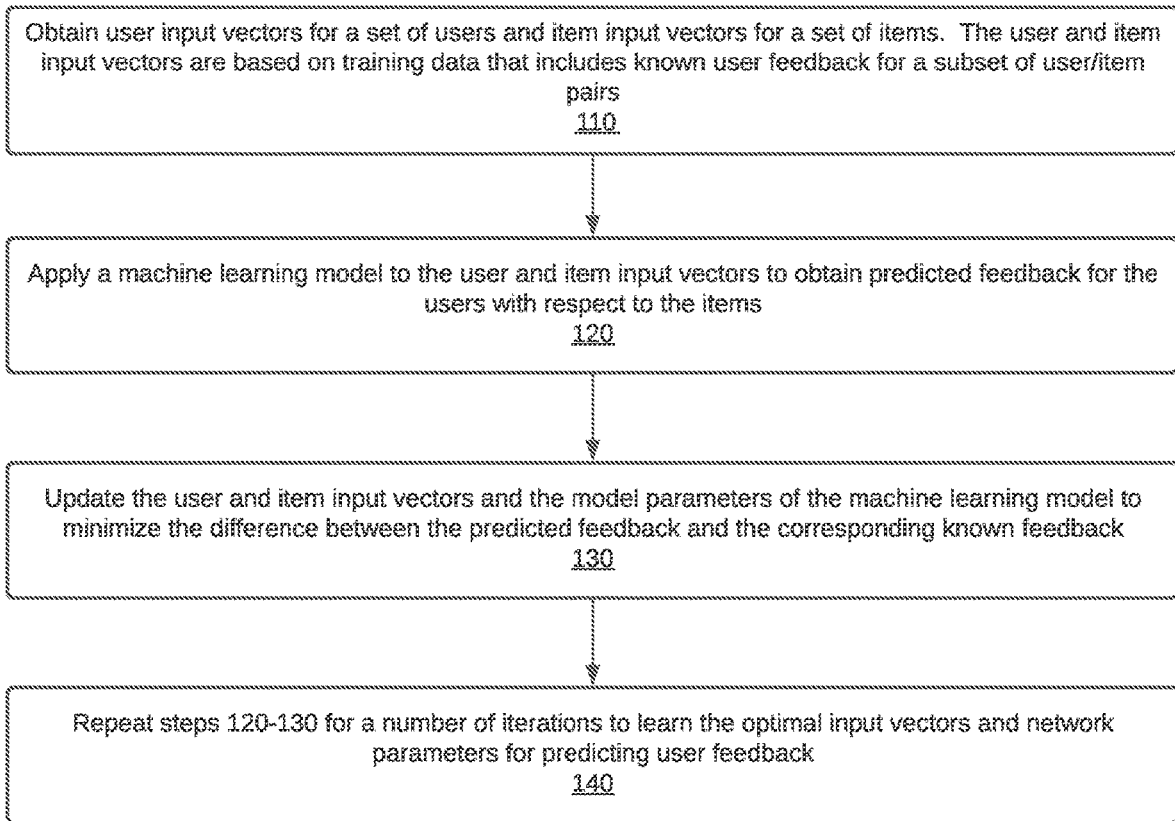 Obtain user input vectors for a set of users and item input vectors for a set of items.  The user and item
input vectors are based on training data that includes known user feedback for a subset of user/item
pairs
110
Apply a machine learning model to the user and item input vectors to obtain predicted feedback for the
users with respect to the items
120
Update the user and item input vectors and the model parameters of the machine learning model to
minimize the difference between the predicted feedback and the corresponding known feedback
130
Repeat steps 120-130 for a number of iterations to learn the optimal input vectors and network
parameters for predicting user feedback
140